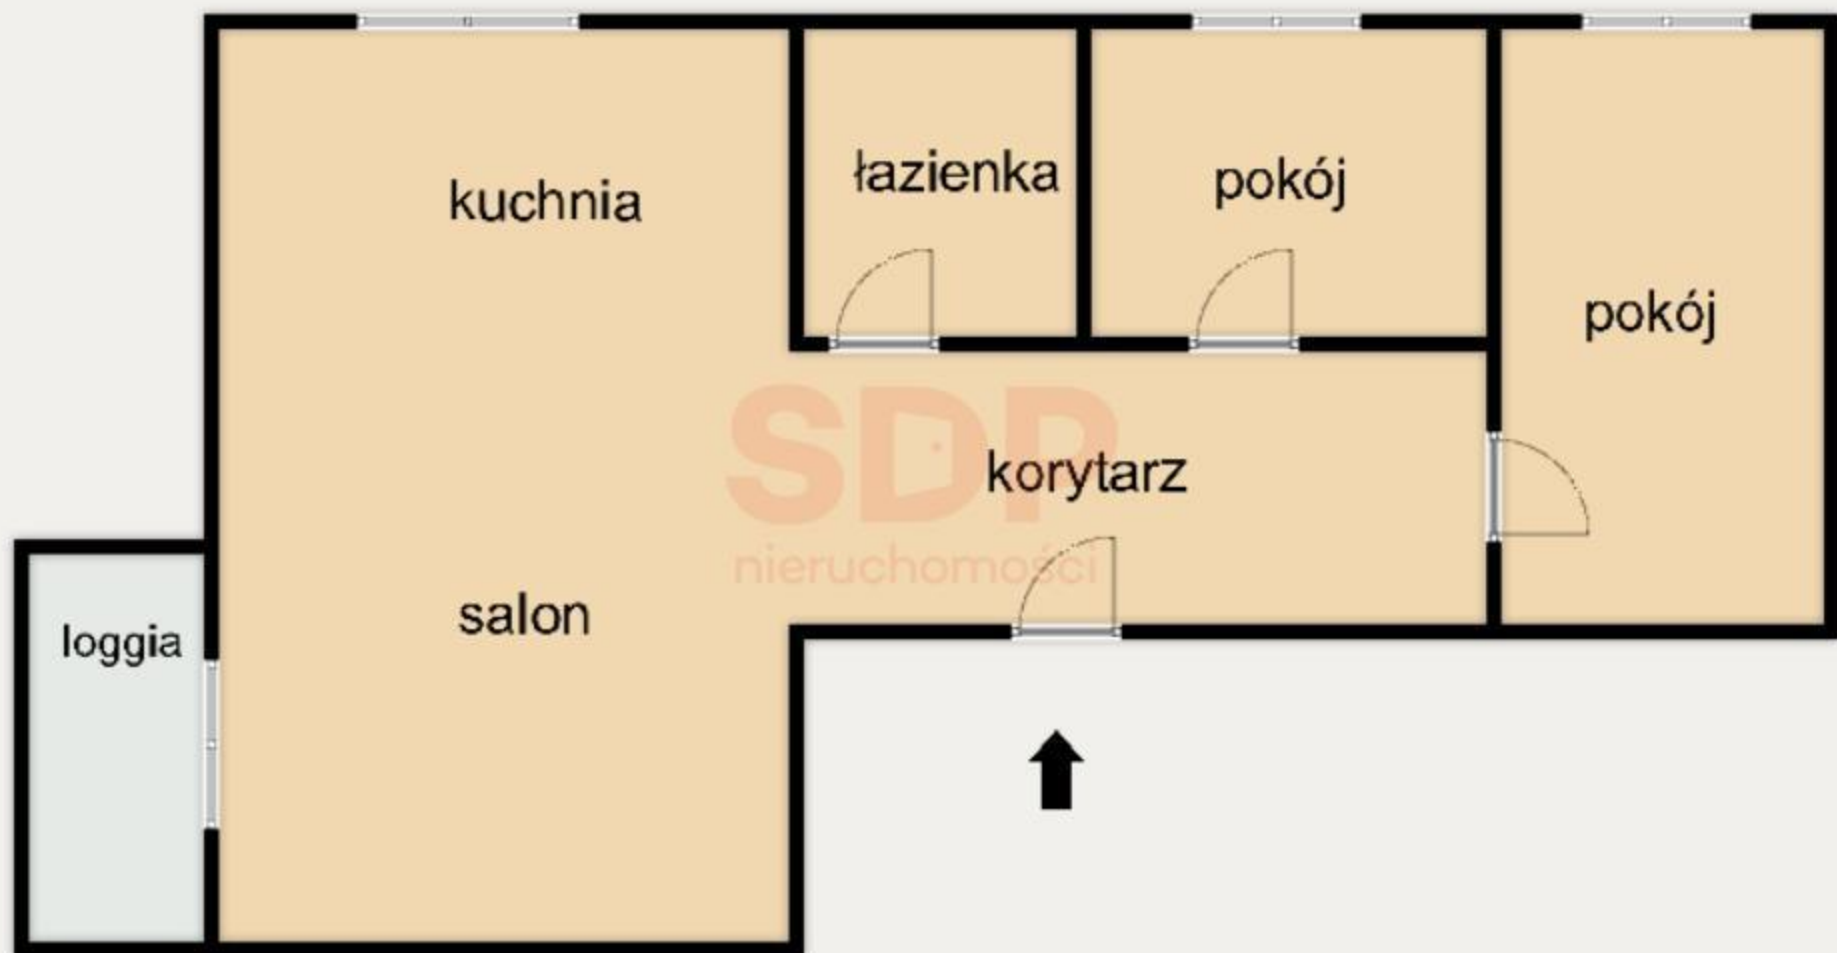 kuchnia
łazienka
pokój
pokój
SDP
korytarz
nieruchomości
salon
loggia